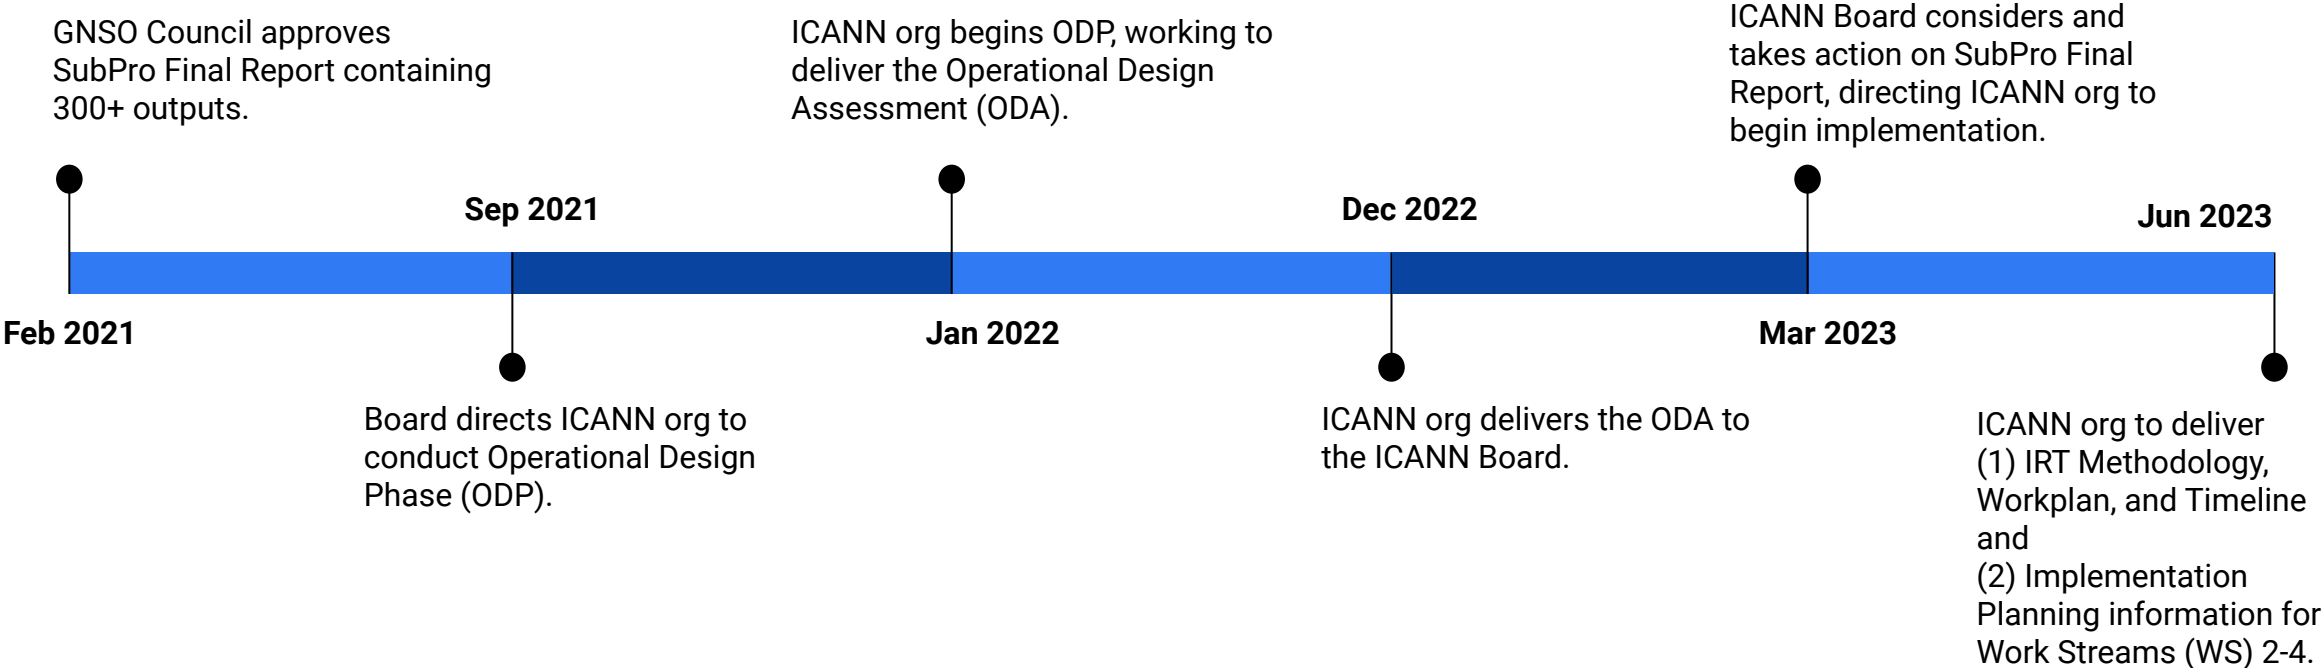 GNSO Council approves
SubPro Final Report containing
300+ outputs.
ICANN org begins ODP, working to
deliver the Operational Design
Assessment (ODA).
ICANN Board considers and
takes action on SubPro Final
Report, directing ICANN org to
begin implementation.
Sep 2021
Dec 2022
Jun 2023
Feb 2021
Jan 2022
Mar 2023
Board directs ICANN org to
conduct Operational Design
Phase (ODP).
ICANN org delivers the ODA to
the ICANN Board.
ICANN org to deliver
(1) IRT Methodology,
Workplan, and Timeline
and
(2) Implementation
Planning information for
Work Streams (WS) 2-4.